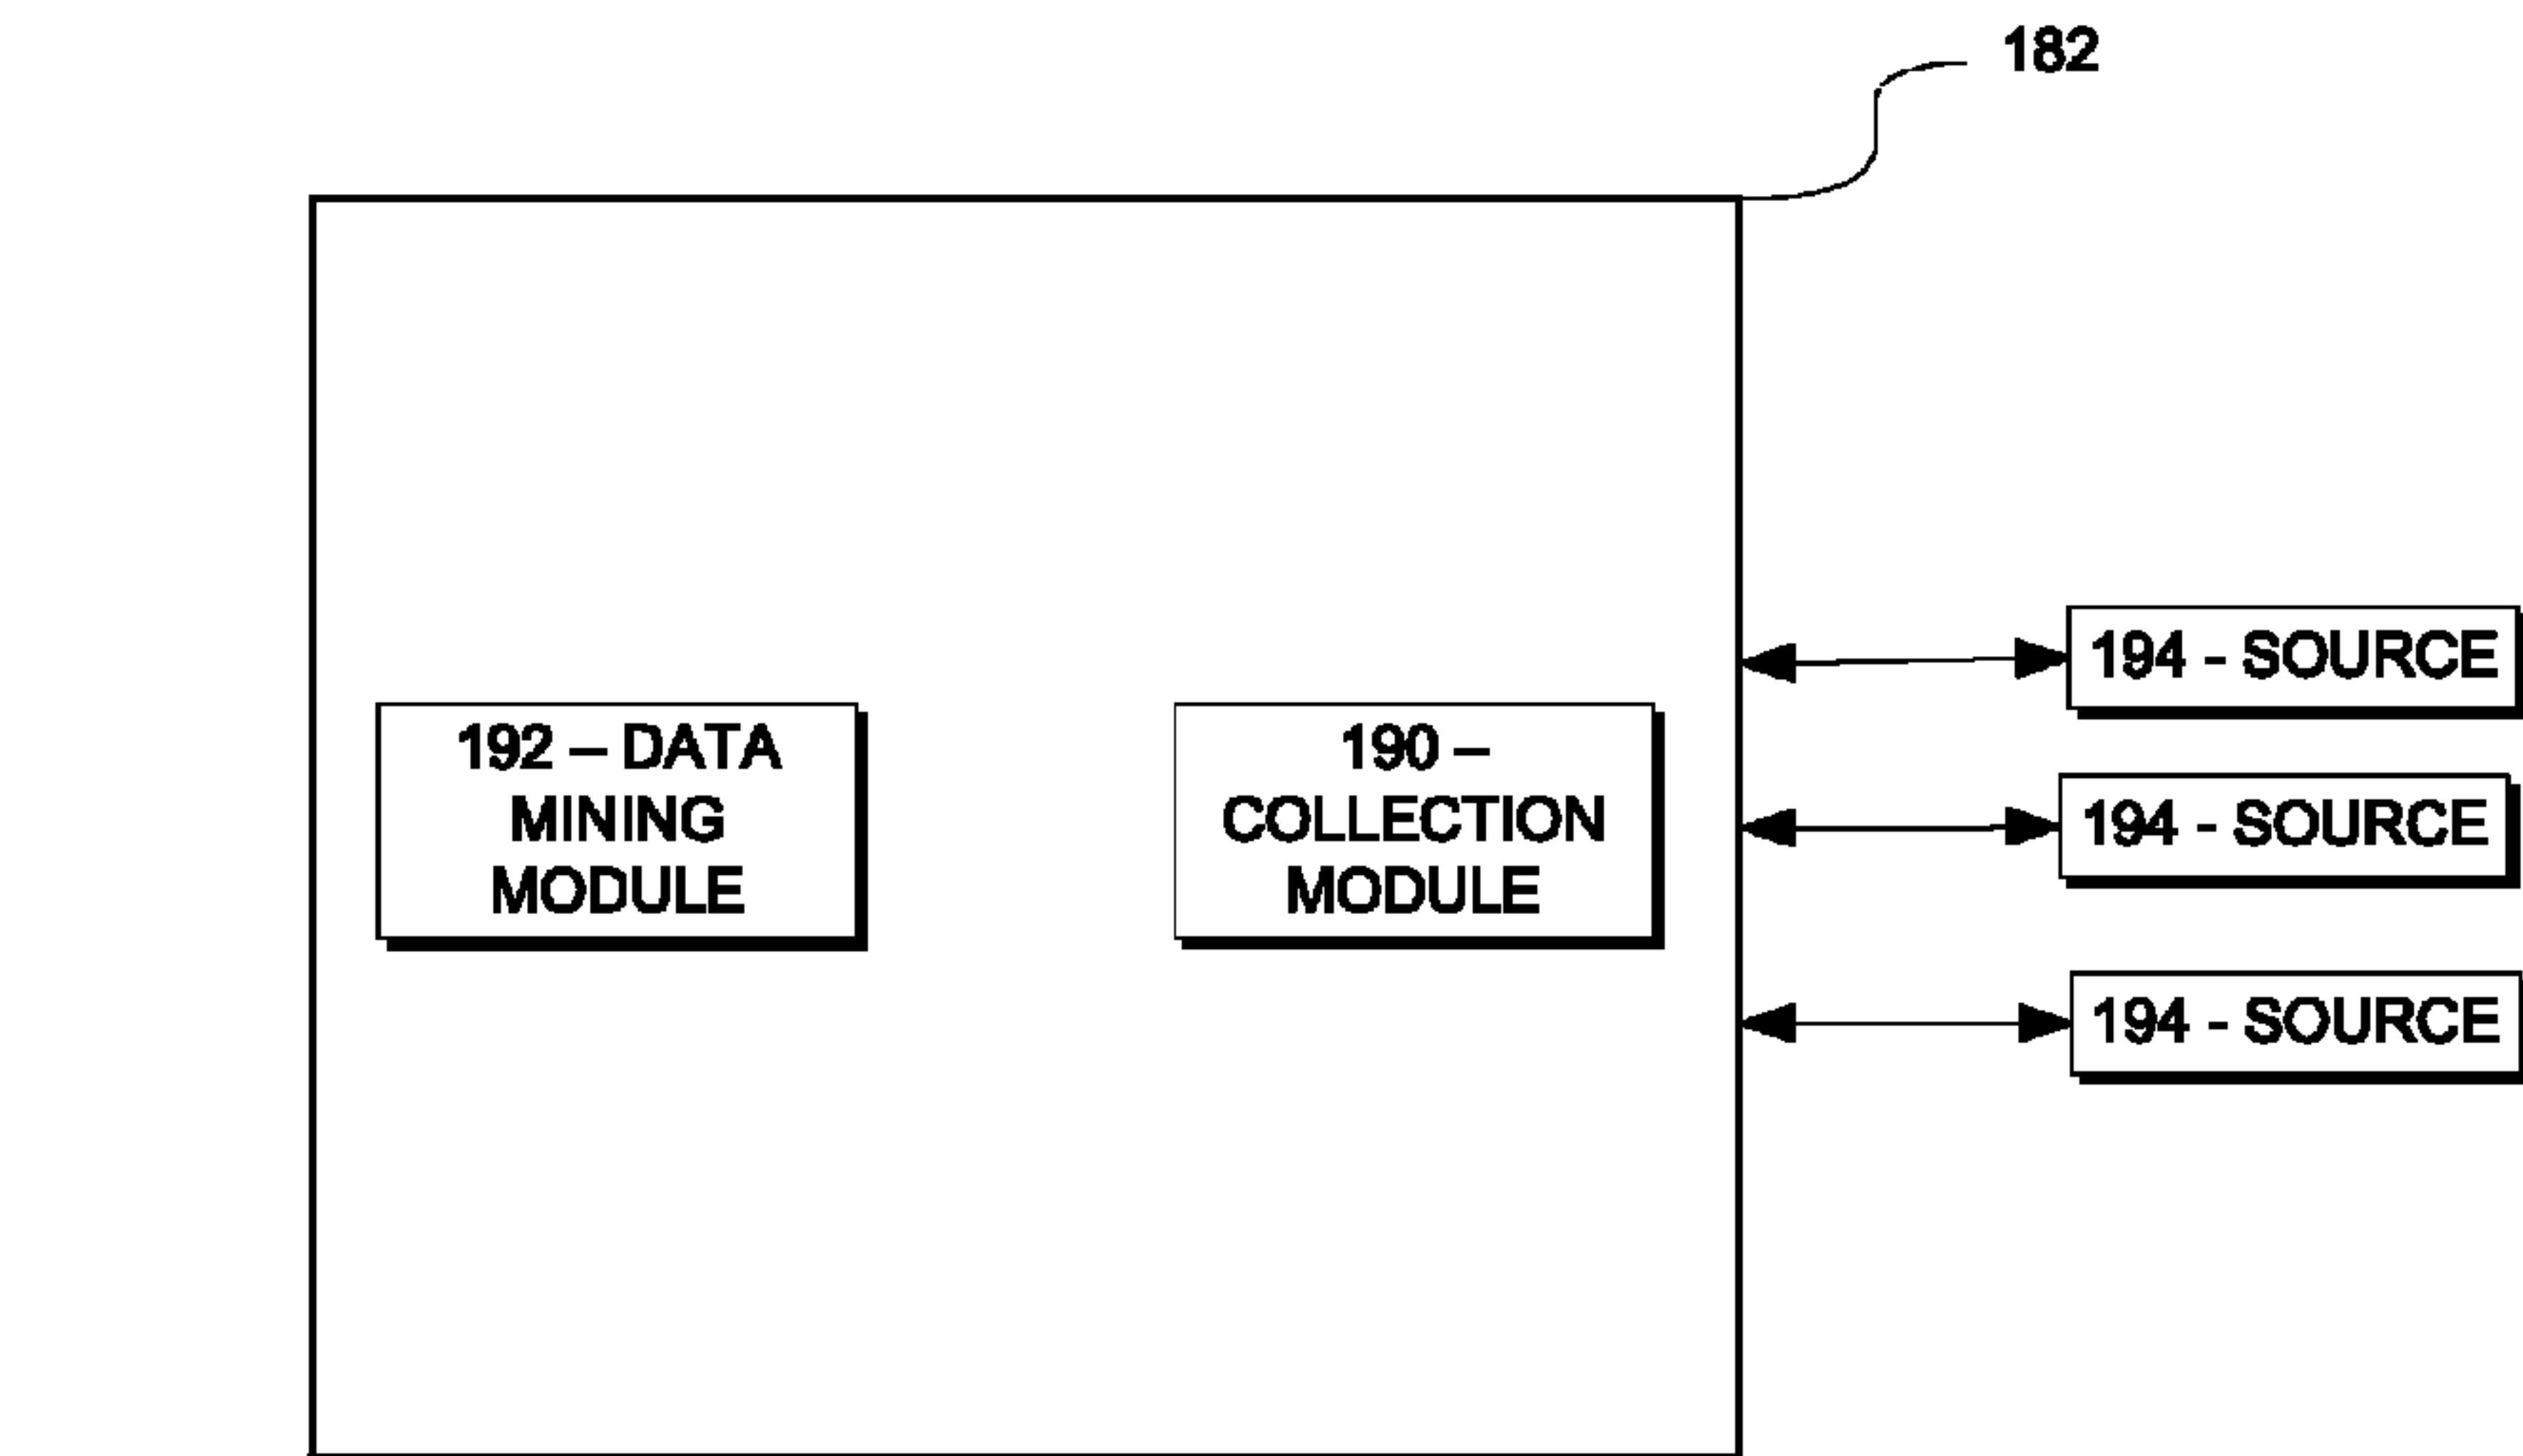 182
194 - SOURCE
192 – DATA
MINING
MODULE
190 –
COLLECTION
MODULE
194 - SOURCE
194 - SOURCE